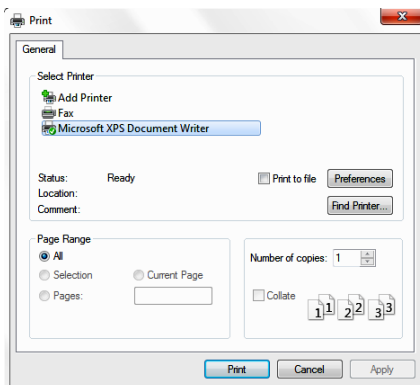 Print
General
Select Printer
Add Printer
Fax
Microsoft XPS Document Writer
Status: Ready
Print to file
Preferences
Location:
Comment:
Find Printer...
Page Range
All
Selection
Current Page
Pages:
Number of copies: 1
Collate
1 1 2 2 3 3
Print
Cancel
Apply